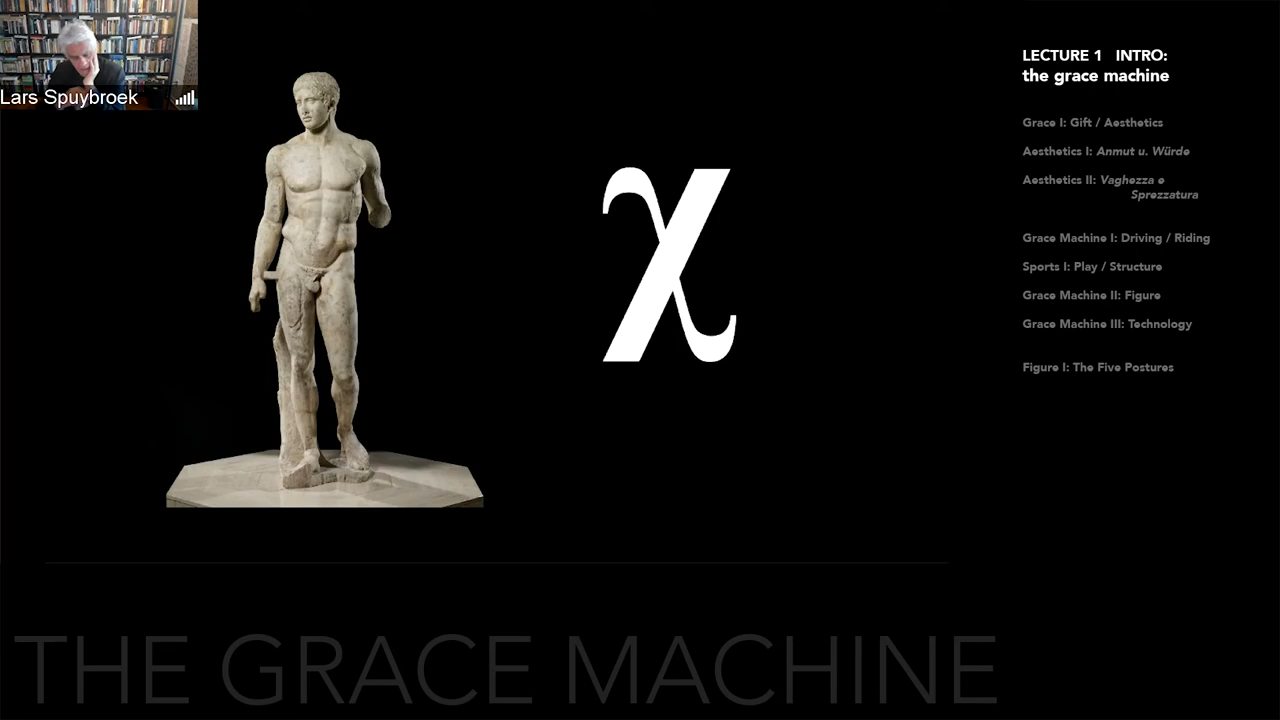 Lars Spuybroek
χ
LECTURE 1 INTRO:
the grace machine
Grace I: Gift / Aesthetics
Aesthetics I: Anmut u. Würde
Aesthetics II: Vaghezza e
Sprezzatura
Grace Machine I: Driving / Riding
Sports I: Play / Structure
Grace Machine II: Figure
Grace Machine III: Technology
Figure I: The Five Postures
THE GRACE MACHINE